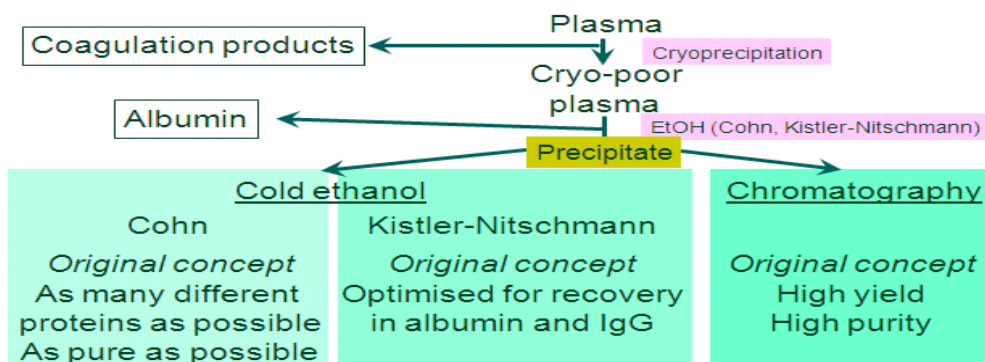 Plasma
Coagulation products
Cryoprecipitation
Cryo-poor
plasma
Albumin
EtOH (Cohn, Kistler-Nitschmann)
Precipitate
Cold ethanol
Chromatography
Cohn
Kistler-Nitschmann
Original concept
Original concept
Original concept
As many different
Optimised for recovery
High yield
proteins as possible
in albumin and IgG
High purity
As pure as possible